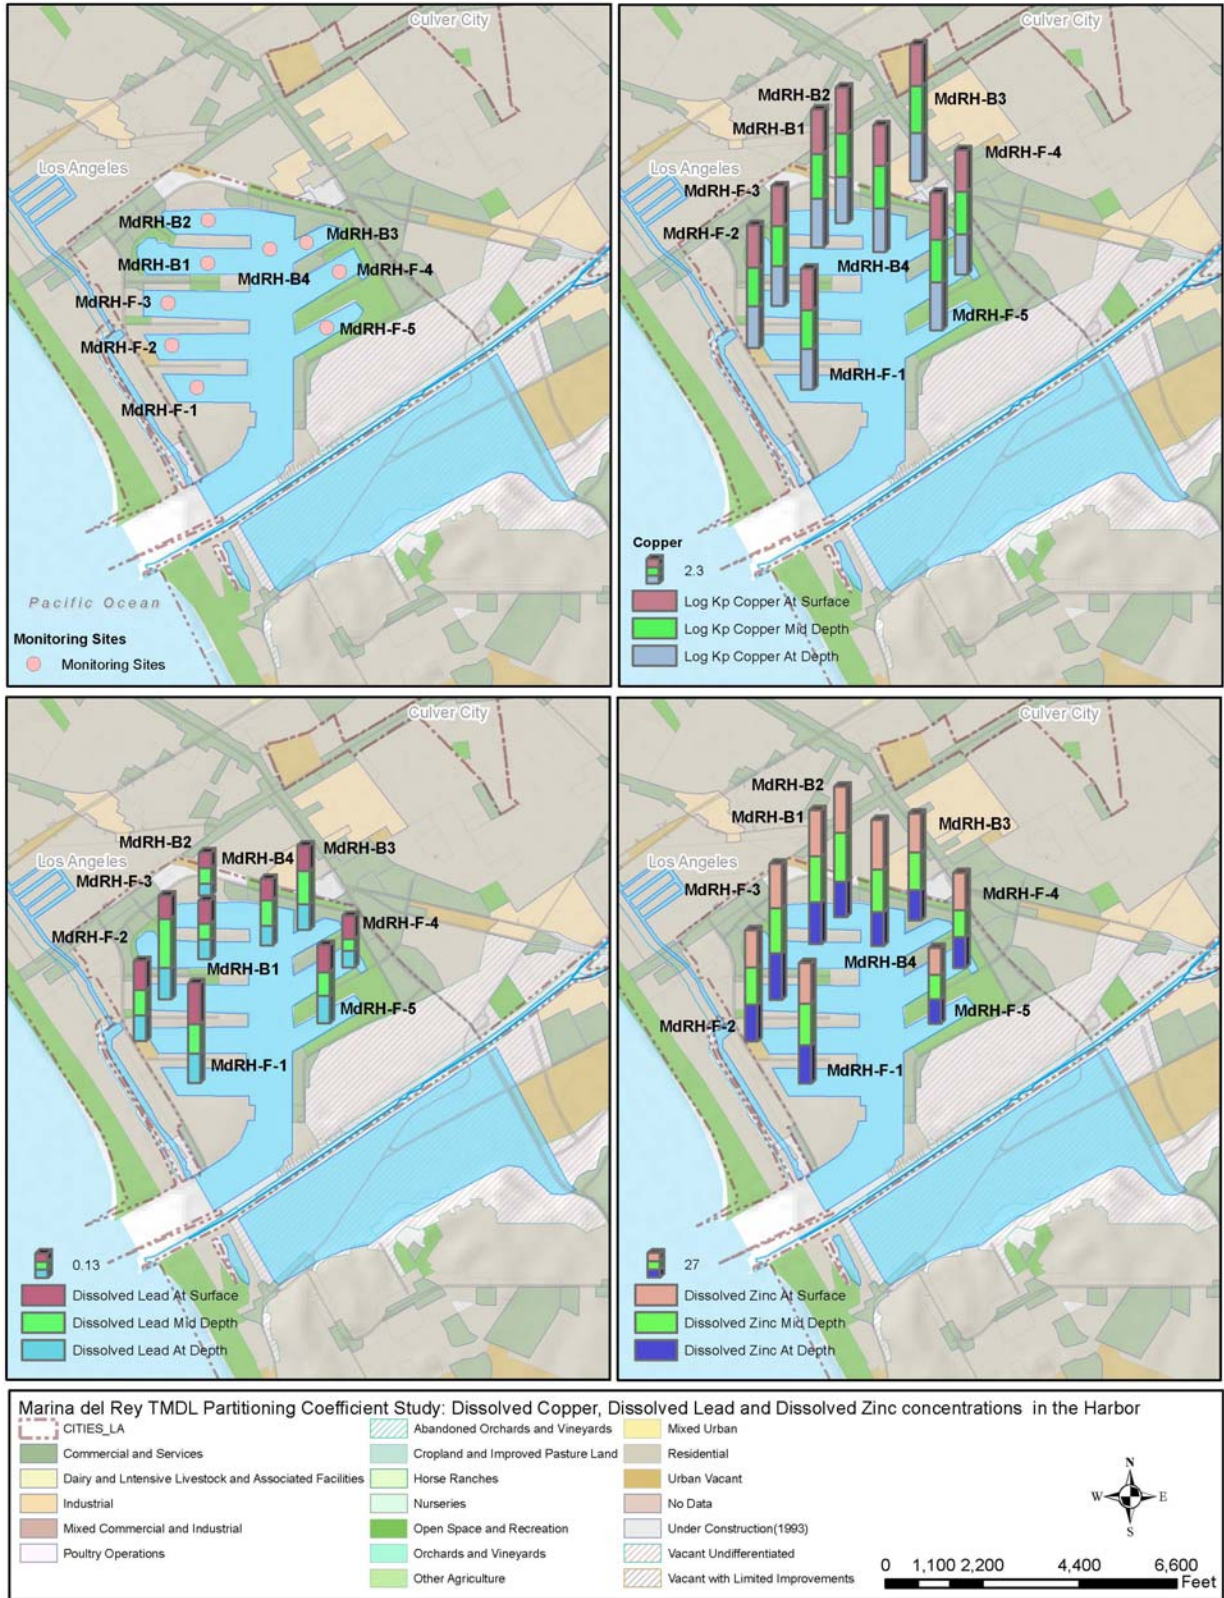 Culver City
Los Angeles
MdRH-B2
MdRH-B3
MdRH-B1
MdRH-B4
MdRH-F-4
MdRH-F-3
MdRH-F-5
MdRH-F-2
MdRH-F-1
Pacific Ocean
Monitoring Sites
Monitoring Sites
Culver City
MdRH-B2
MdRH-B3
MdRH-B1
MdRH-F-4
Los Angeles
MdRH-F-3
MdRH-F-2
MdRH-B4
MdRH-F-5
MdRH-F-1
Copper
2.3
Log Kp Copper At Surface
Log Kp Copper Mid Depth
Log Kp Copper At Depth
Culver City
MdRH-B2
MdRH-B4
MdRH-B3
Los Angeles
MdRH-F-3
MdRH-F-4
MdRH-F-2
MdRH-B1
MdRH-F-5
MdRH-F-1
0.13
Dissolved Lead At Surface
Dissolved Lead Mid Depth
Dissolved Lead At Depth
Culver City
MdRH-B2
MdRH-B1
MdRH-B3
Los Angeles
MdRH-F-3
MdRH-F-4
MdRH-B4
MdRH-F-5
MdRH-F-2
MdRH-F-1
27
Dissolved Zinc At Surface
Dissolved Zinc Mid Depth
Dissolved Zinc At Depth
Marina del Rey TMDL Partitioning Coefficient Study: Dissolved Copper, Dissolved Lead and Dissolved Zinc concentrations in the Harbor
CITIES_LA
Commercial and Services
Dairy and Lntensive Livestock and Associated Facilities
Industrial
Mixed Commercial and Industrial
Poultry Operations
Abandoned Orchards and Vineyards
Cropland and Improved Pasture Land
Horse Ranches
Nurseries
Open Space and Recreation
Orchards and Vineyards
Other Agriculture
Mixed Urban
Residential
Urban Vacant
No Data
Under Construction(1993)
Vacant Undifferentiated
Vacant with Limited Improvements
N
W E
S
0 1,100 2,200 4,400 6,600
Feet